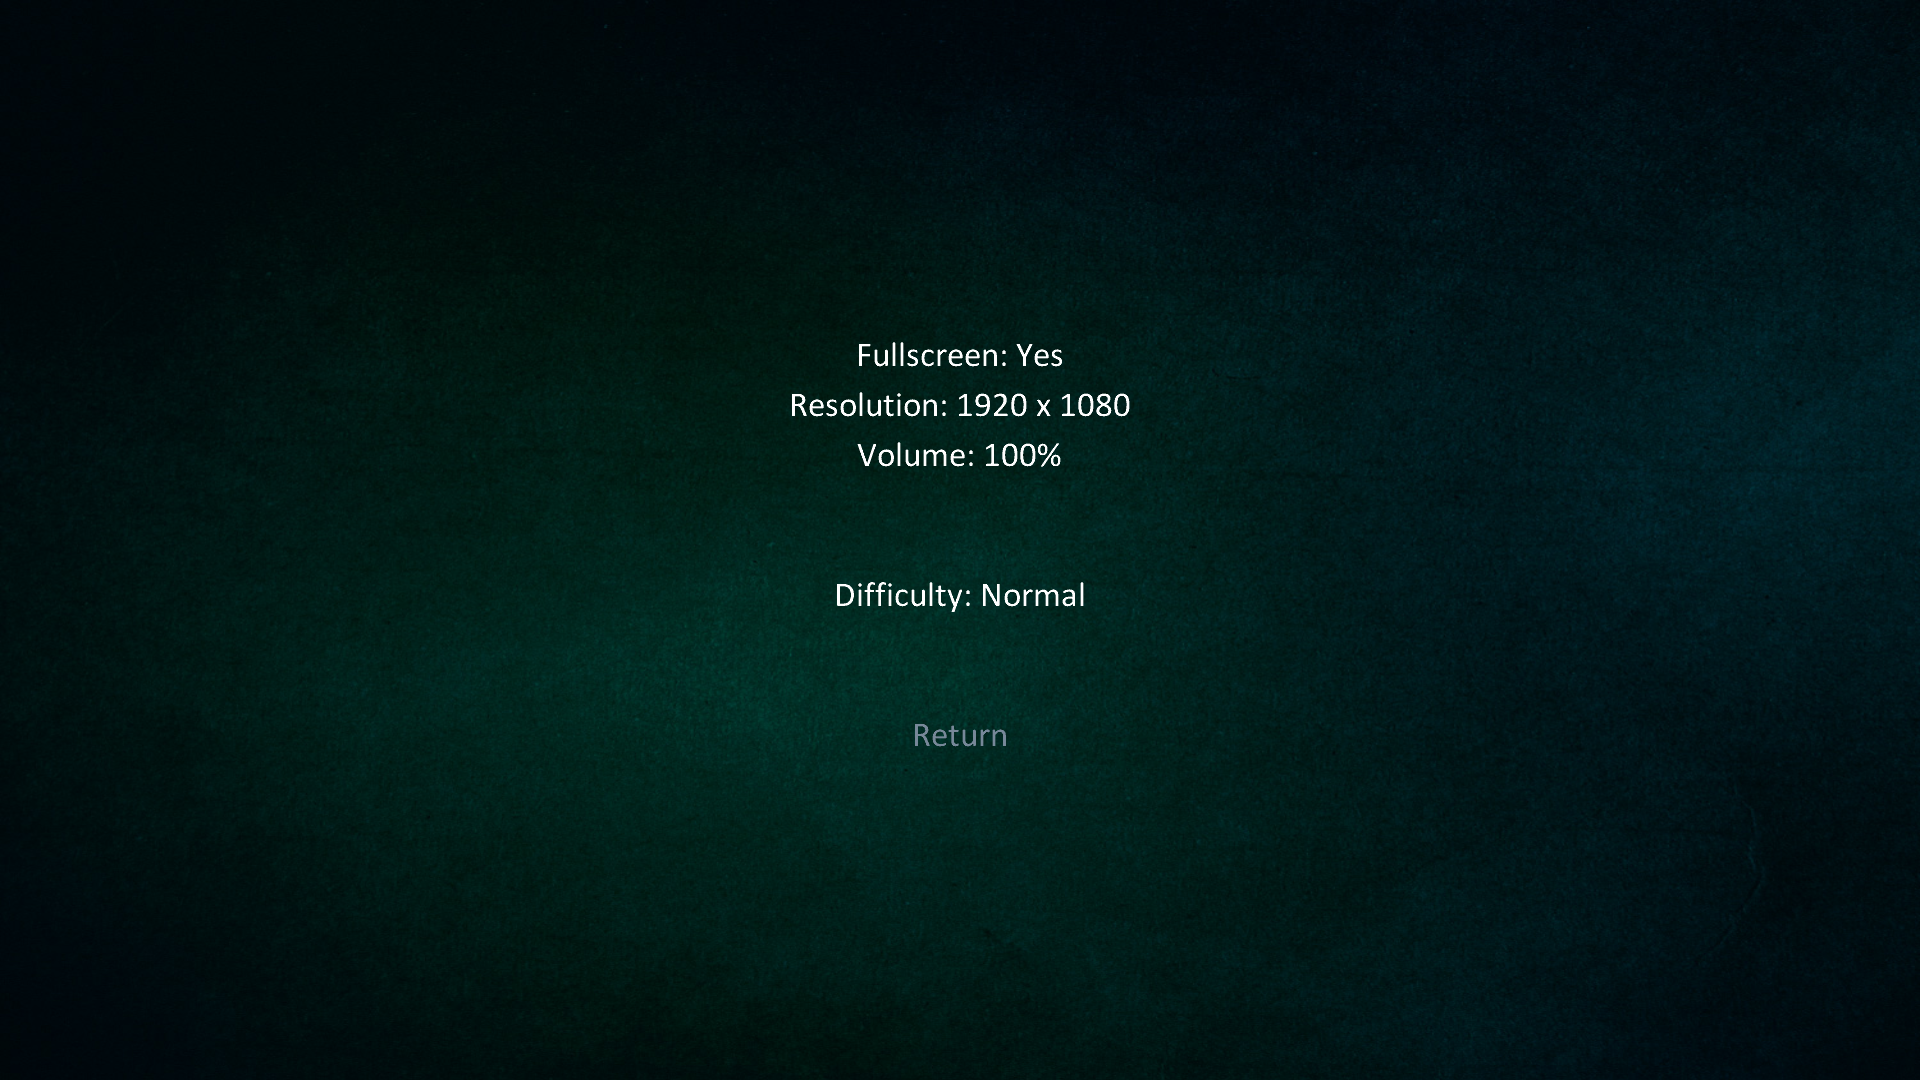 Fullscreen: Yes
Resolution: 1920 x 1080
Volume: 100%
Difficulty: Normal
Return